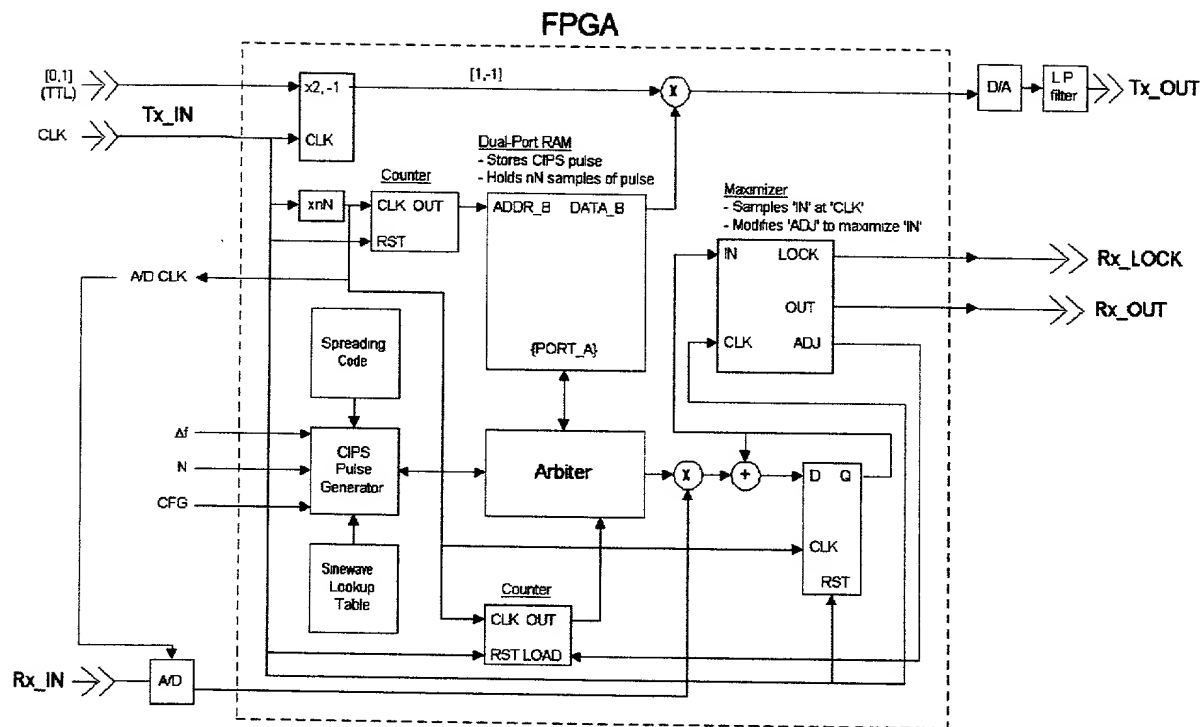 FPGA
[0,1]
(TTL)
x2, -1
[1,-1]
X
D/A
LP
filter
Tx_OUT
Tx_IN
CLK
CLK
Dual-Port RAM
- Stores CIPS pulse
- Holds nN samples of pulse
Counter
xnN
CLK OUT
RST
ADDR_B DATA_B
{PORT_A}
Maximizer
- Samples 'IN' at 'CLK'
- Modifies 'ADJ' to maximize 'IN'
IN LOCK
OUT
CLK ADJ
Rx_LOCK
Rx_OUT
A/D CLK
Spreading
Code
Δf
N
CFG
CIPS
Pulse
Generator
Arbiter
X
+
D Q
CLK
RST
Sinewave
Lookup
Table
Counter
CLK OUT
RST LOAD
Rx_IN
A/D